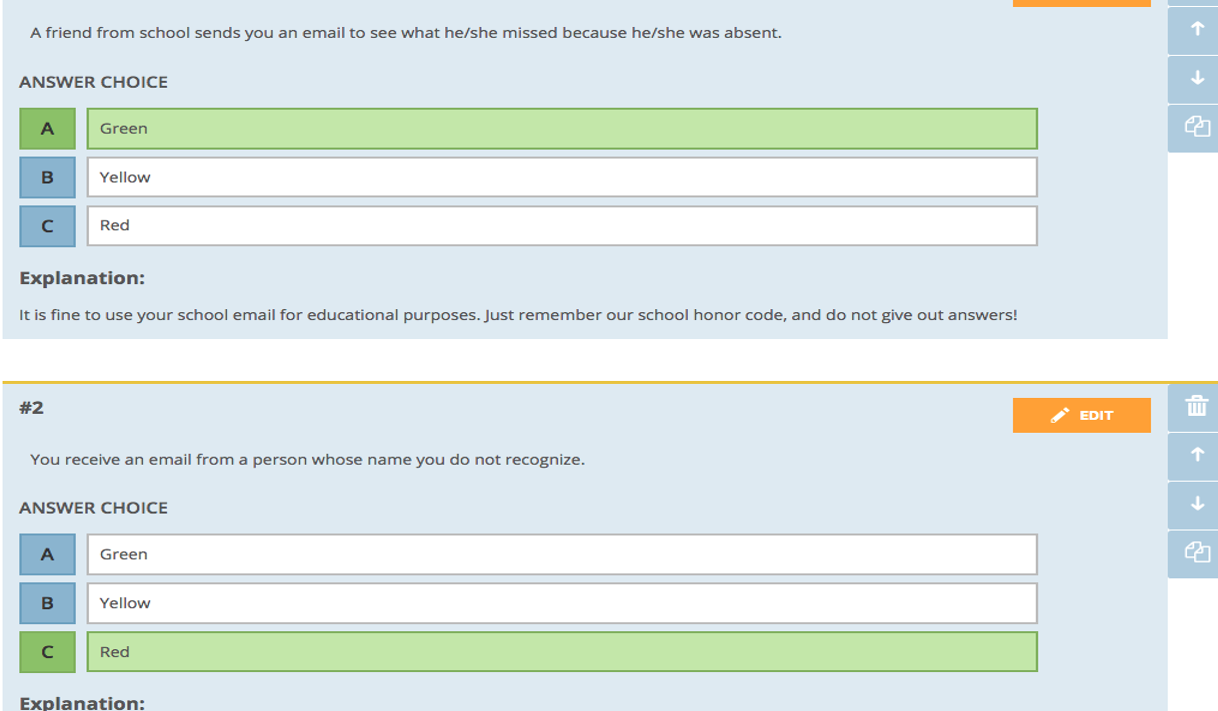 A friend from school sends you an email to see what he/she missed because he/she was absent.
ANSWER CHOICE
A Green
B Yellow
C Red
Explanation:
It is fine to use your school email for educational purposes. Just remember our school honor code, and do not give out answers!
#2
EDIT
You receive an email from a person whose name you do not recognize.
ANSWER CHOICE
A Green
B Yellow
C Red
Explanation: